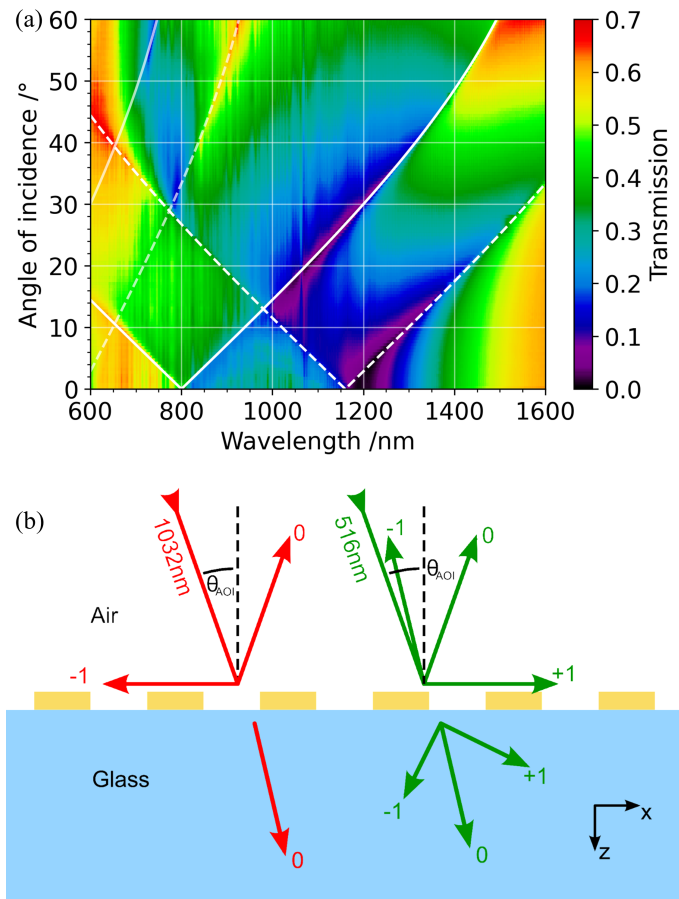 (a)
60
50
40
30
20
10
0
Angle of incidence /°
600 800 1000 1200 1400 1600
Wavelength /nm
0.7
0.6
0.5
0.4
0.3
0.2
0.1
0.0
Transmission
(b)
1032nm
θAOI
0
-1
516nm
-1
θAOI
0
+1
Air
Glass
0
-1
0
+1
x
z